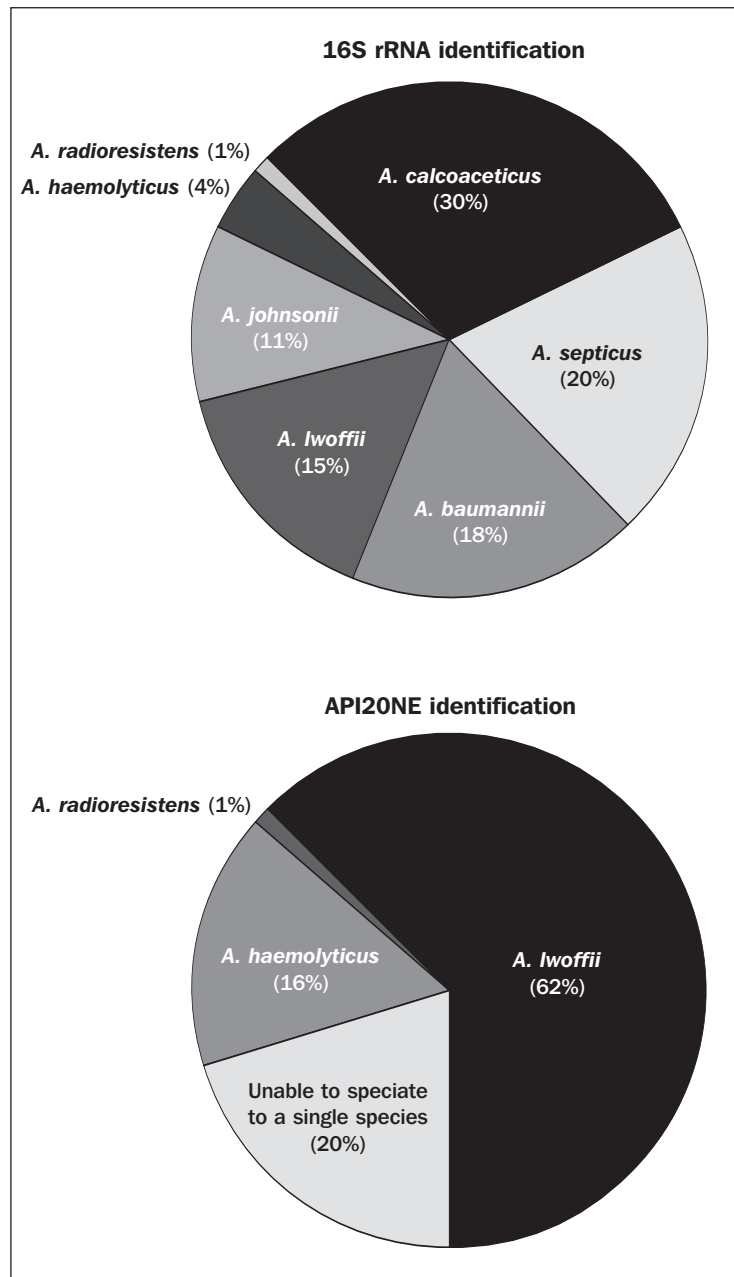 16S rRNA identification
A. radioresistens (1%)
A. haemolyticus (4%)
A. calcoaceticus
(30%)
A. johnsonii
(11%)
A. septicus
(20%)
A. lwoffii
(15%)
A. baumannii
(18%)
API20NE identification
A. radioresistens (1%)
A. haemolyticus
(16%)
A. lwoffii
(62%)
Unable to speciate
to a single species
(20%)